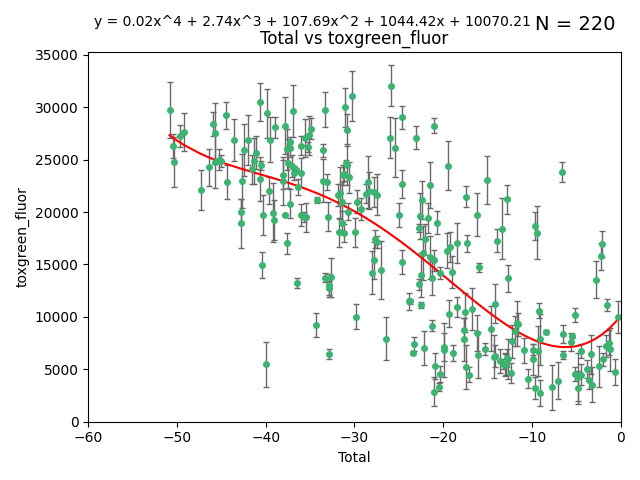 y = 0.02x^4 + 2.74x^3 + 107.69x^2 + 1044.42x + 10070.21 N = 220
Total vs toxgreen_fluor
35000
30000
25000
20000
15000
10000
5000
0
toxgreen_fluor
−60 −50 −40 −30 −20 −10 0
Total